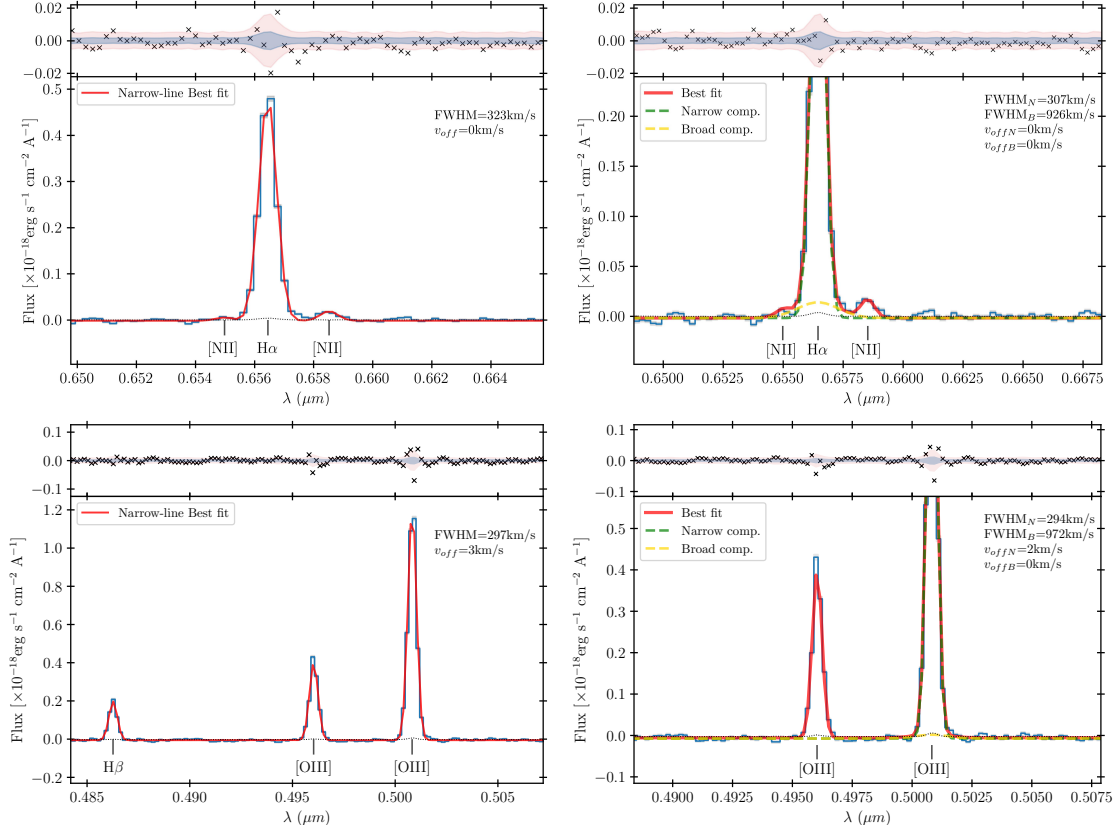 0.02
0.00
−0.02
Narrow-line Best fit
FWHM=323km/s
v_off=0km/s
0.5
0.4
0.3
0.2
0.1
0.0
Flux [×10⁻¹⁸erg s⁻¹ cm⁻² A⁻¹]
[NII]
Hα
[NII]
0.650 0.652 0.654 0.656 0.658 0.660 0.662 0.664
λ (μm)
0.02
0.00
−0.02
Best fit
Narrow comp.
Broad comp.
FWHM_N=307km/s
FWHM_B=926km/s
v_offN=0km/s
v_offB=0km/s
0.20
0.15
0.10
0.05
0.00
Flux [×10⁻¹⁸erg s⁻¹ cm⁻² A⁻¹]
[NII]
Hα
[NII]
0.6500 0.6525 0.6550 0.6575 0.6600 0.6625 0.6650 0.6675
λ (μm)
0.1
0.0
−0.1
Narrow-line Best fit
FWHM=297km/s
v_off=3km/s
1.2
1.0
0.8
0.6
0.4
0.2
0.0
−0.2
Flux [×10⁻¹⁸erg s⁻¹ cm⁻² A⁻¹]
Hβ
[OIII]
[OIII]
0.485 0.490 0.495 0.500 0.505
λ (μm)
0.1
0.0
−0.1
Best fit
Narrow comp.
Broad comp.
FWHM_N=294km/s
FWHM_B=972km/s
v_offN=2km/s
v_offB=0km/s
0.5
0.4
0.3
0.2
0.1
0.0
−0.1
Flux [×10⁻¹⁸erg s⁻¹ cm⁻² A⁻¹]
[OIII]
[OIII]
0.4900 0.4925 0.4950 0.4975 0.5000 0.5025 0.5050 0.5075
λ (μm)